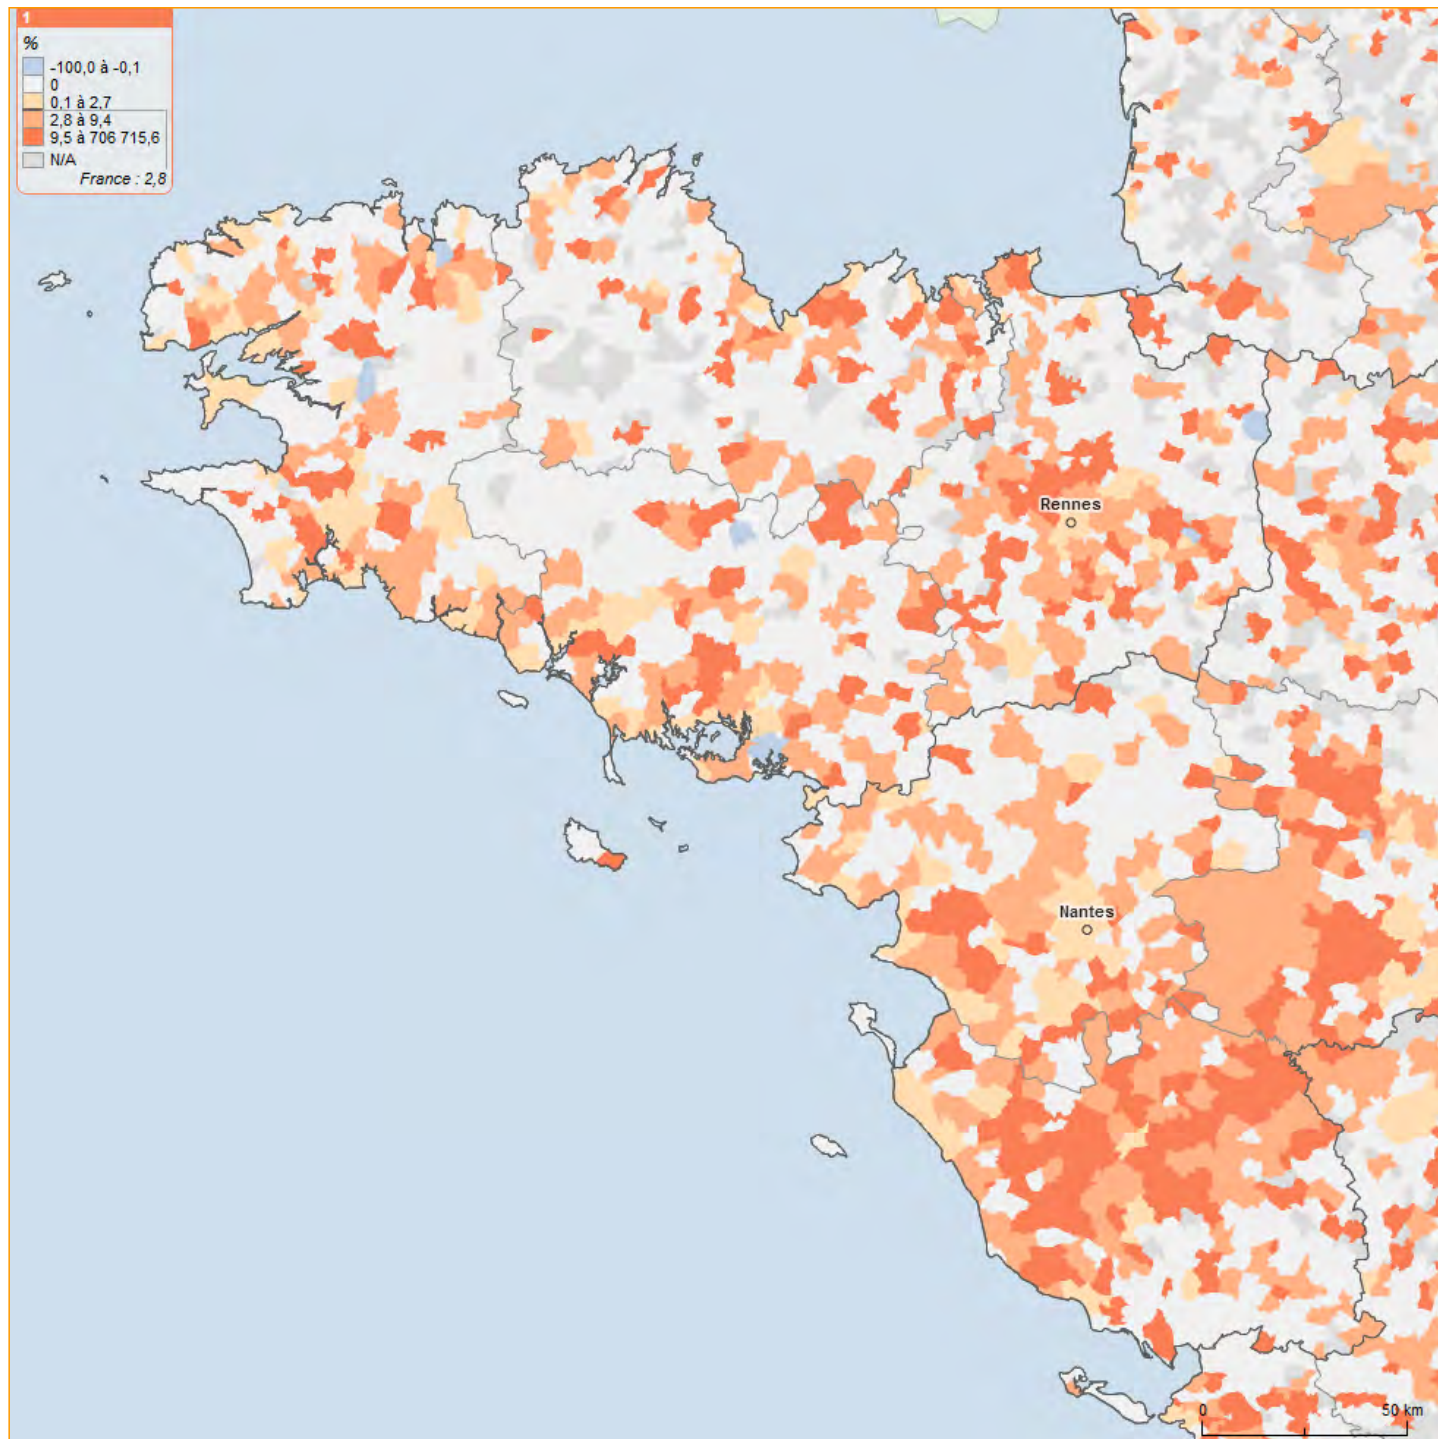 1
%
-100,0 à -0,1
0
0,1 à 2,7
2,8 à 9,4
9,5 à 706 715,6
N/A
France : 2,8
Rennes
Nantes
0 50 km